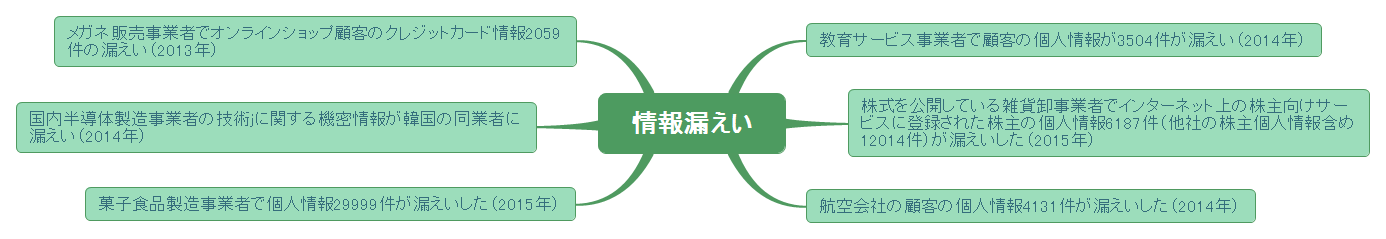 メガネ販売事業者でオンラインショップ顧客のクレジットカード情報2059
件の漏えい（2013年）
国内半導体製造事業者の技術jに関する機密情報が韓国の同業者に
漏えい（2014年）
菓子食品製造事業者で個人情報29999件が漏えいした（2015年）
情報漏えい
教育サービス事業者で顧客の個人情報が3504件が漏えい（2014年）
株式を公開している雑貨卸事業者でインターネット上の株主向けサー
ビスに登録された株主の個人情報6187件（他社の株主個人情報含め
12014件）が漏えいした（2015年）
航空会社の顧客の個人情報4131件が漏えいした（2014年）